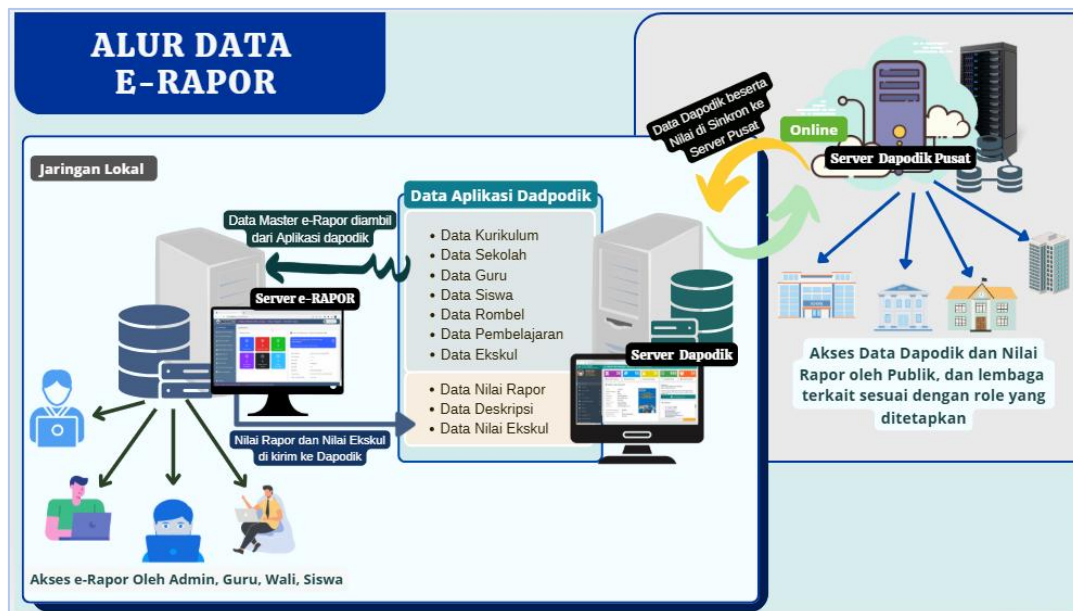 ALUR DATA
E-RAPOR
Jaringan Lokal
Data Master e-Rapor diambil
dari Aplikasi dapodik
Server e-RAPOR
Nilai Rapor dan Nilai Ekskul
di kirim ke Dapodik
Akses e-Rapor Oleh Admin, Guru, Wali, Siswa
Data Aplikasi Dadpodik
• Data Kurikulum
• Data Sekolah
• Data Guru
• Data Siswa
• Data Rombel
• Data Pembelajaran
• Data Ekskul
• Data Nilai Rapor
• Data Deskripsi
• Data Nilai Ekskul
Server Dapodik
Data Dapodik beserta
Nilai di Sinkron ke
Server Pusat
Online
Server Dapodik Pusat
Akses Data Dapodik dan Nilai
Rapor oleh Publik, dan lembaga
terkait sesuai dengan role yang
ditetapkan